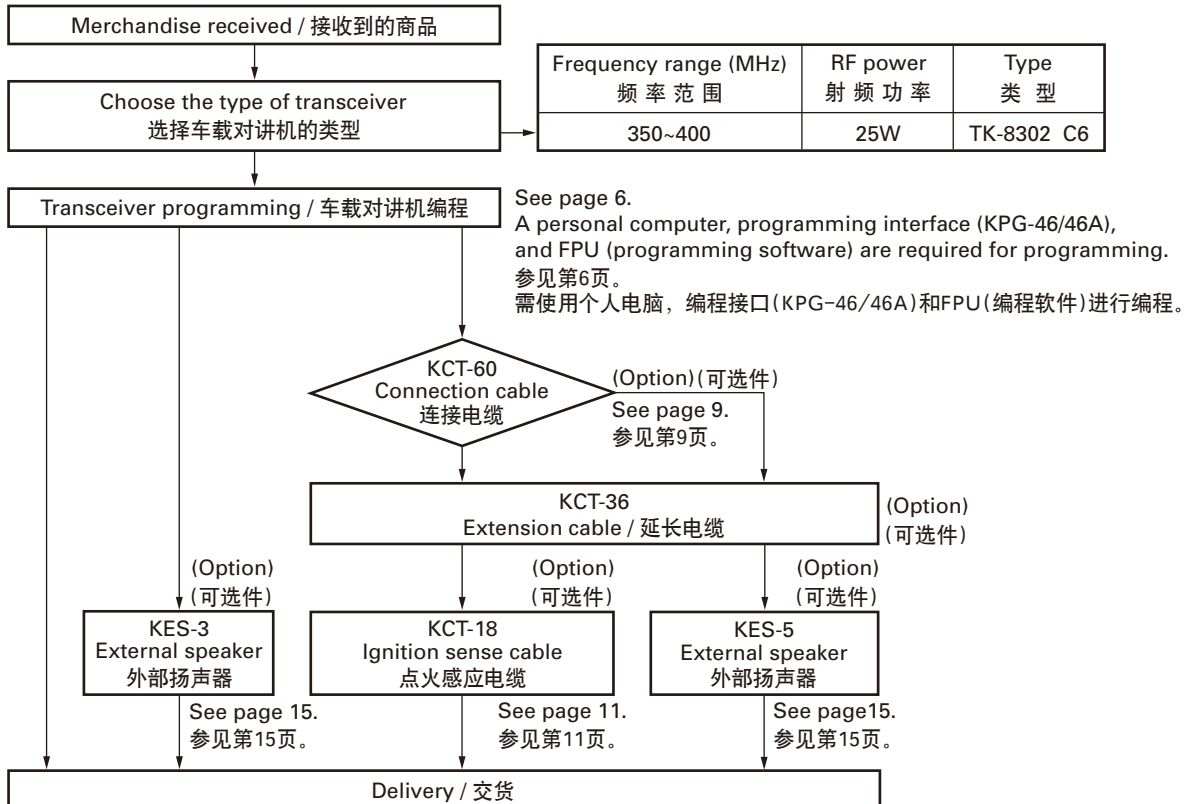 Merchandise received / 接收到的商品
Choose the type of transceiver
选择车载对讲机的类型
Frequency range (MHz) RF power Type
频率范围 射频功率 类型
350~400 25W TK-8302 C6
Transceiver programming / 车载对讲机编程
See page 6.
A personal computer, programming interface (KPG-46/46A),
and FPU (programming software) are required for programming.
参见第6页。
需使用个人电脑，编程接口(KPG-46/46A)和FPU(编程软件)进行编程。
KCT-60
Connection cable
连接电缆
(Option)(可选件)
See page 9.
参见第9页。
KCT-36
Extension cable / 延长电缆
(Option)
(可选件)
(Option)
(可选件)
KES-3
External speaker
外部扬声器
See page 15.
参见第15页。
(Option)
(可选件)
KCT-18
Ignition sense cable
点火感应电缆
See page 11.
参见第11页。
(Option)
(可选件)
KES-5
External speaker
外部扬声器
See page15.
参见第15页。
Delivery / 交货